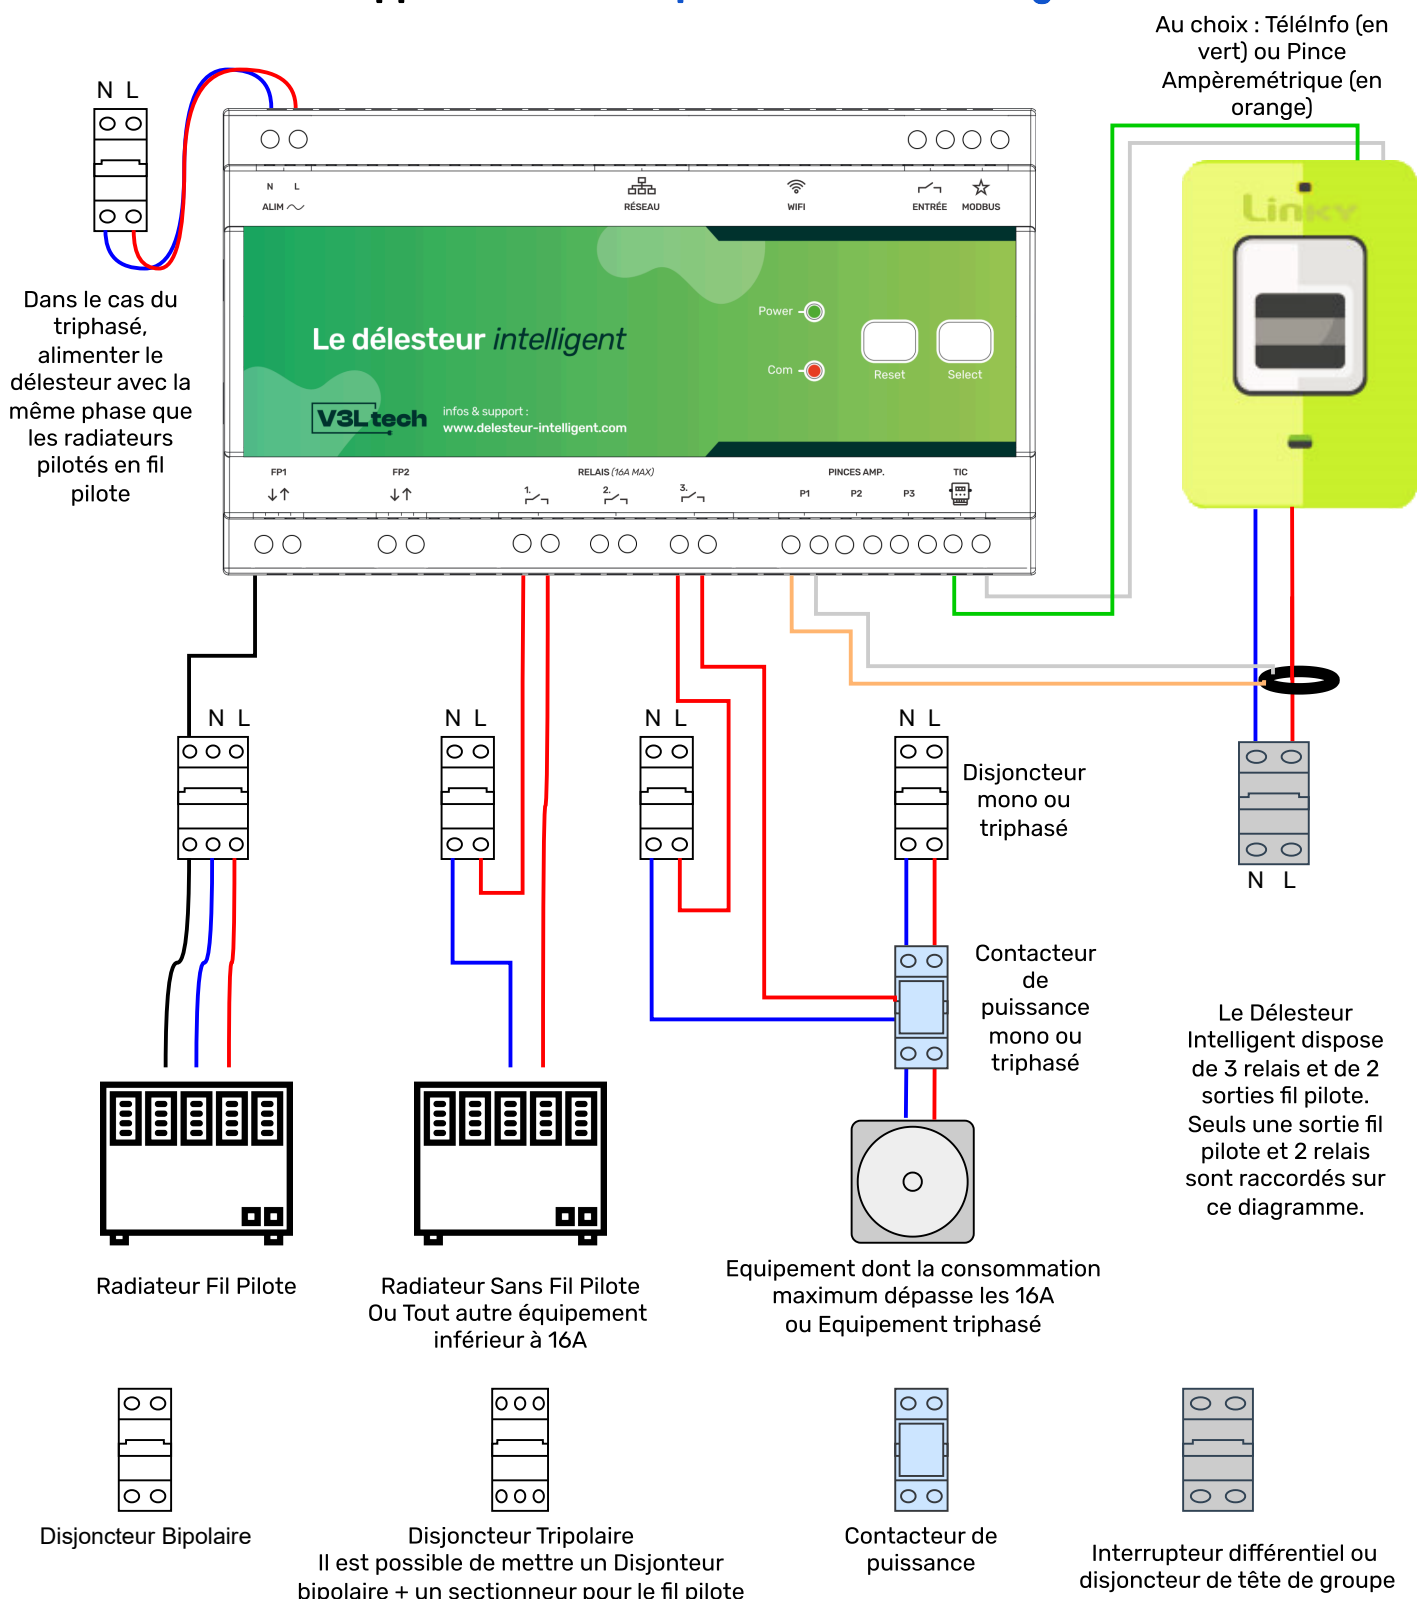 Au choix : TéléInfo (en
vert) ou Pince
Ampèremétrique (en
orange)
N L
N L
ALIM
RÉSEAU
WIFI
ENTRÉE
MODBUS
Linky
Dans le cas du
triphasé,
alimenter le
délesteur avec la
même phase que
les radiateurs
pilotés en fil
pilote
Le délesteur intelligent
Power
Com
Reset
Select
V3Ltech
infos & support :
www.delesteur-intelligent.com
FP1
FP2
RELAIS (16A MAX)
1.
2.
3.
PINCES AMP.
P1
P2
P3
TIC
N L
N L
N L
N L
Disjoncteur
mono ou
triphasé
N L
Contacteur
de
puissance
mono ou
triphasé
Le Délesteur
Intelligent dispose
de 3 relais et de 2
sorties fil pilote.
Seuls une sortie fil
pilote et 2 relais
sont raccordés sur
ce diagramme.
Radiateur Fil Pilote
Radiateur Sans Fil Pilote
Ou Tout autre équipement
inférieur à 16A
Equipement dont la consommation
maximum dépasse les 16A
ou Equipement triphasé
Disjoncteur Bipolaire
Disjoncteur Tripolaire
Il est possible de mettre un Disjonteur
bipolaire + un sectionneur pour le fil pilote
Contacteur de
puissance
Interrupteur différentiel ou
disjoncteur de tête de groupe